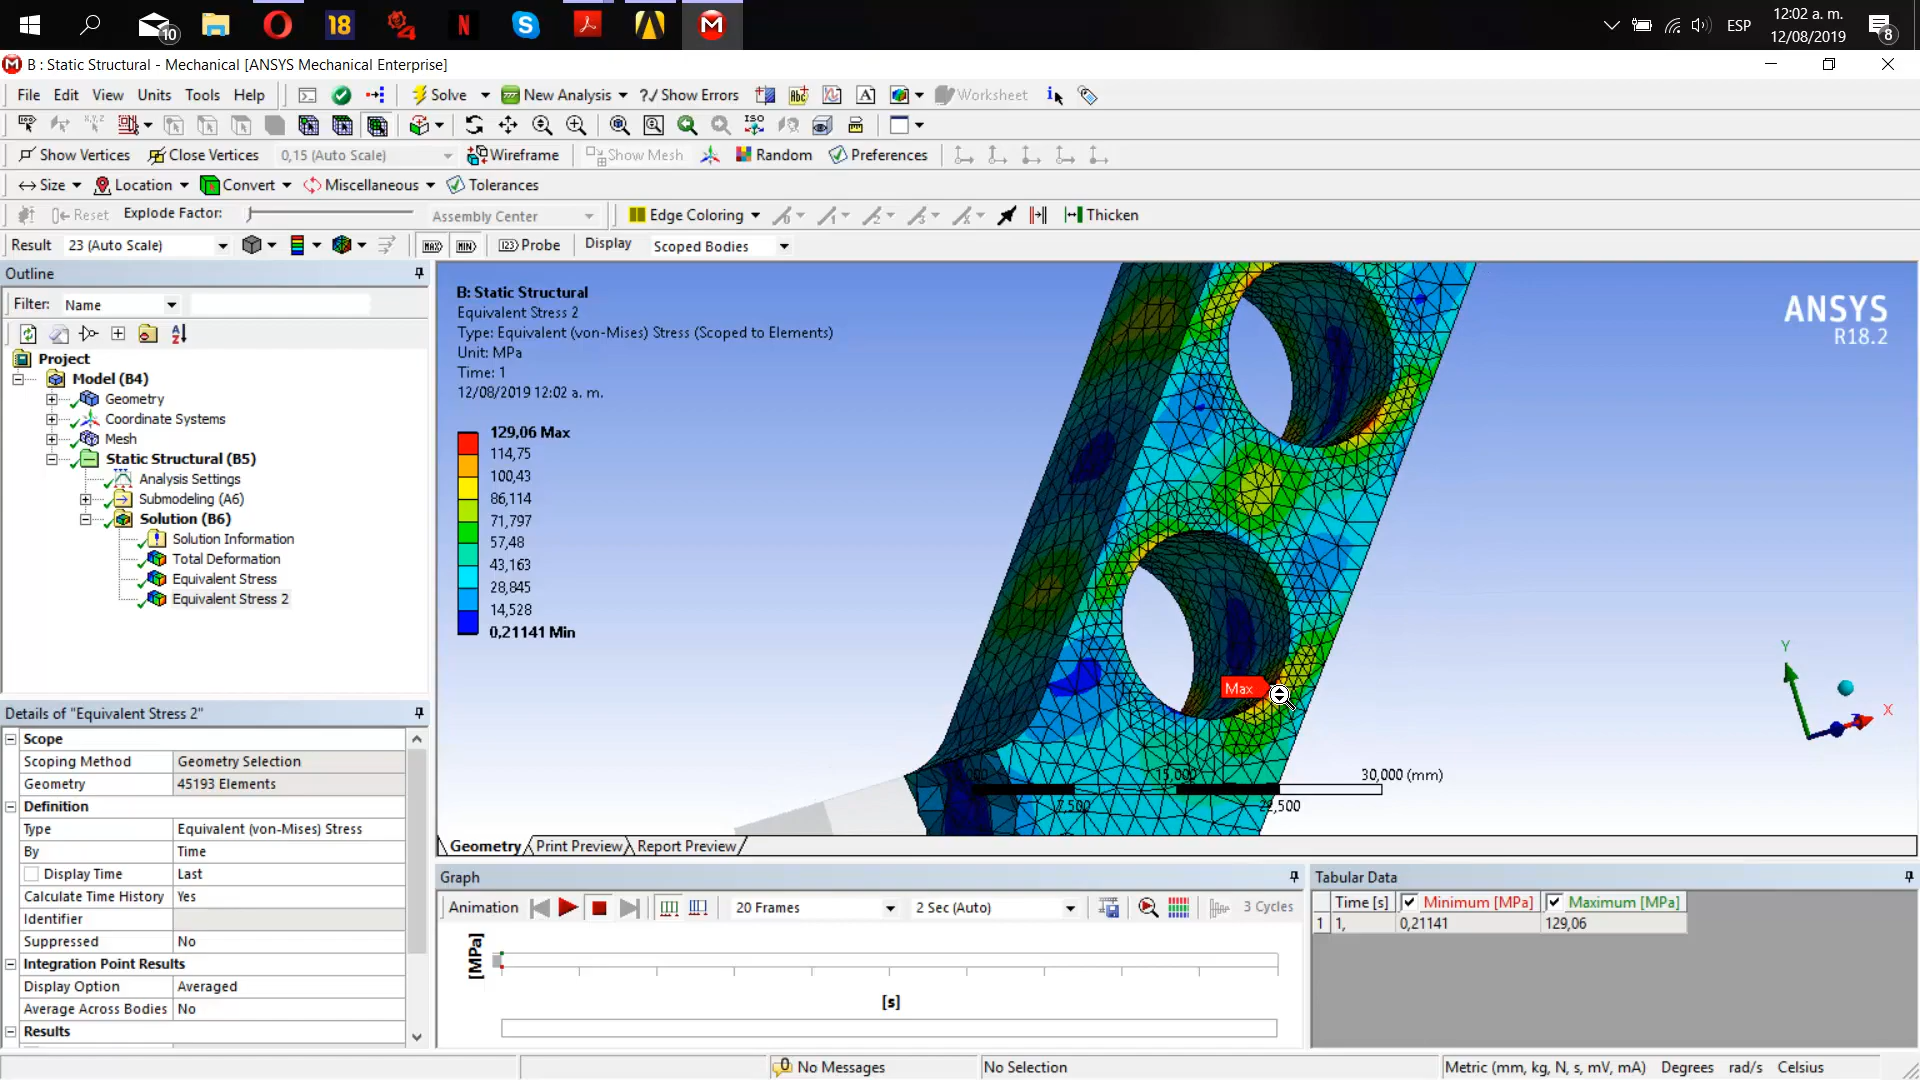 10
18
4
N
S
M
ESP
12:02 a. m.
12/08/2019
8
B : Static Structural - Mechanical [ANSYS Mechanical Enterprise]
File Edit View Units Tools Help Solve New Analysis ?/ Show Errors Worksheet
Show Vertices Close Vertices 0,15 (Auto Scale) Wireframe Show Mesh Random Preferences
Size Location Convert Miscellaneous Tolerances
Reset Explode Factor: Assembly Center Edge Coloring Thicken
Result 23 (Auto Scale) MAX MIN Probe Display Scoped Bodies
Outline
Filter: Name
Project
Model (B4)
Geometry
Coordinate Systems
Mesh
Static Structural (B5)
Analysis Settings
Submodeling (A6)
Solution (B6)
Solution Information
Total Deformation
Equivalent Stress
Equivalent Stress 2
Details of "Equivalent Stress 2"
Scope
Scoping Method Geometry Selection
Geometry 45193 Elements
Definition
Type Equivalent (von-Mises) Stress
By Time
Display Time Last
Calculate Time History Yes
Identifier
Suppressed No
Integration Point Results
Display Option Averaged
Average Across Bodies No
Results
B: Static Structural
Equivalent Stress 2
Type: Equivalent (von-Mises) Stress (Scoped to Elements)
Unit: MPa
Time: 1
12/08/2019 12:02 a. m.
129,06 Max
114,75
100,43
86,114
71,797
57,48
43,163
28,845
14,528
0,21141 Min
ANSYS
R18.2
Max
Y
X
15,000 30,000 (mm)
7,500 22,500
Geometry Print Preview Report Preview
Graph
Animation 20 Frames 2 Sec (Auto) 3 Cycles
[MPa]
[s]
Tabular Data
Time [s] Minimum [MPa] Maximum [MPa]
1 1, 0,21141 129,06
No Messages No Selection Metric (mm, kg, N, s, mV, mA) Degrees rad/s Celsius